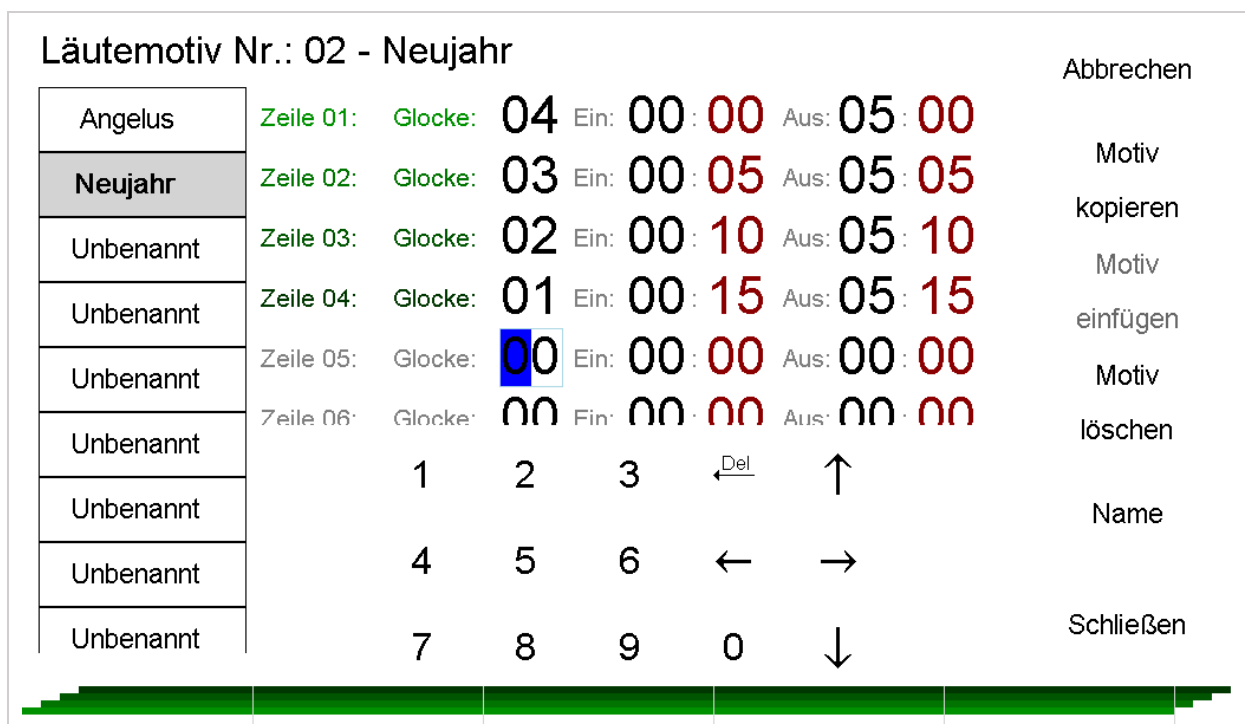 Läutemotiv Nr.: 02 - Neujahr
Abbrechen
Angelus
Neujahr
Unbenannt
Unbenannt
Unbenannt
Unbenannt
Unbenannt
Unbenannt
Unbenannt
Zeile 01: Glocke: 04 Ein: 00 : 00 Aus: 05 : 00
Zeile 02: Glocke: 03 Ein: 00 : 05 Aus: 05 : 05
Zeile 03: Glocke: 02 Ein: 00 : 10 Aus: 05 : 10
Zeile 04: Glocke: 01 Ein: 00 : 15 Aus: 05 : 15
Zeile 05: Glocke: 00 Ein: 00 : 00 Aus: 00 : 00
Zeile 06: Glocke: 00 Ein: 00 : 00 Aus: 00 : 00
1 2 3 Del ↑
4 5 6 ← →
7 8 9 0 ↓
Motiv
kopieren
Motiv
einfügen
Motiv
löschen
Name
Schließen